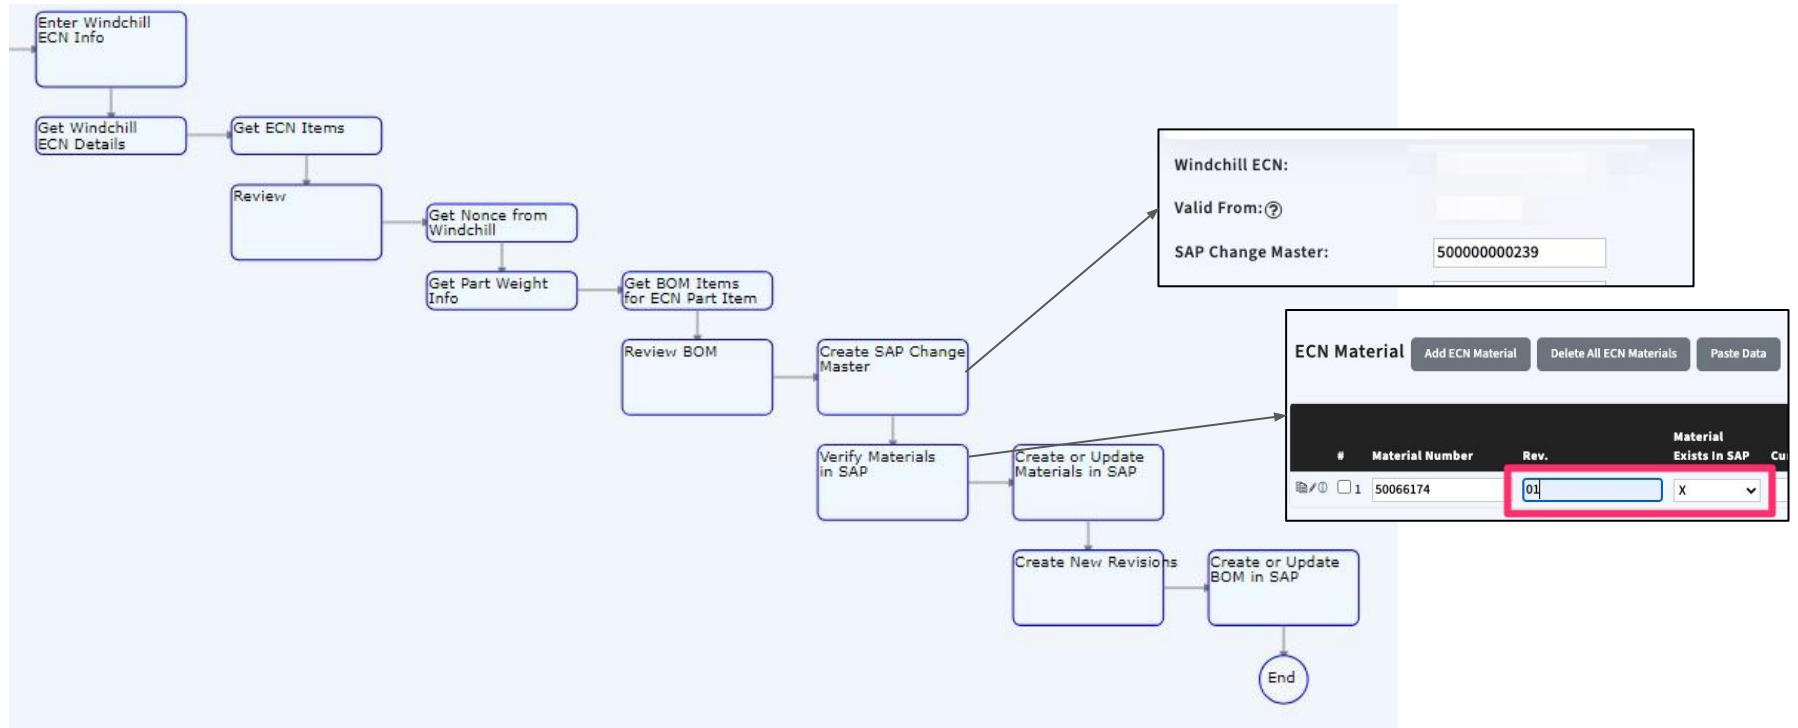 Enter Windchill
ECN Info
Get Windchill
ECN Details
Get ECN Items
Review
Get Nonce from
Windchill
Get Part Weight
Info
Get BOM Items
for ECN Part Item
Review BOM
Create SAP Change
Master
Verify Materials
in SAP
Create or Update
Materials in SAP
Create New Revisions
Create or Update
BOM in SAP
End
Windchill ECN:
Valid From: ?
SAP Change Master: 500000000239
ECN Material Add ECN Material Delete All ECN Materials Paste Data
Material
# Material Number Rev. Exists In SAP Cu
1 50066174 01 X